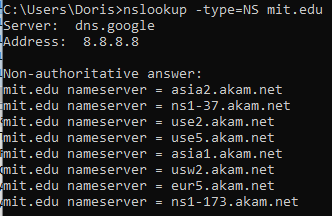 C:\Users\Doris>nslookup -type=NS mit.edu
Server:  dns.google
Address:  8.8.8.8

Non-authoritative answer:
mit.edu nameserver = asia2.akam.net
mit.edu nameserver = ns1-37.akam.net
mit.edu nameserver = use2.akam.net
mit.edu nameserver = use5.akam.net
mit.edu nameserver = asia1.akam.net
mit.edu nameserver = usw2.akam.net
mit.edu nameserver = eur5.akam.net
mit.edu nameserver = ns1-173.akam.net